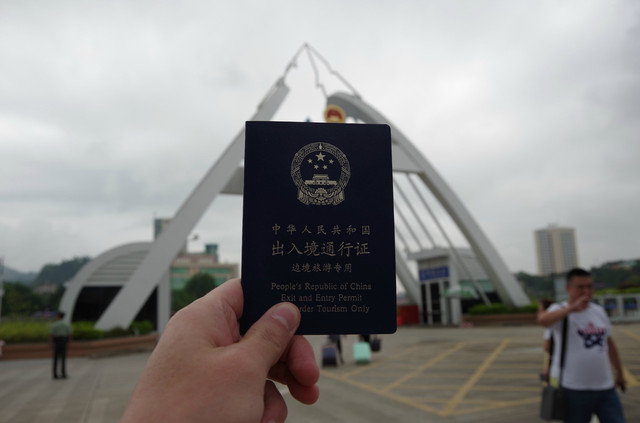 中华人民共和国
出入境通行证
边境旅游专用
People's Republic of China
Exit and Entry Permit
rder Tourism Only